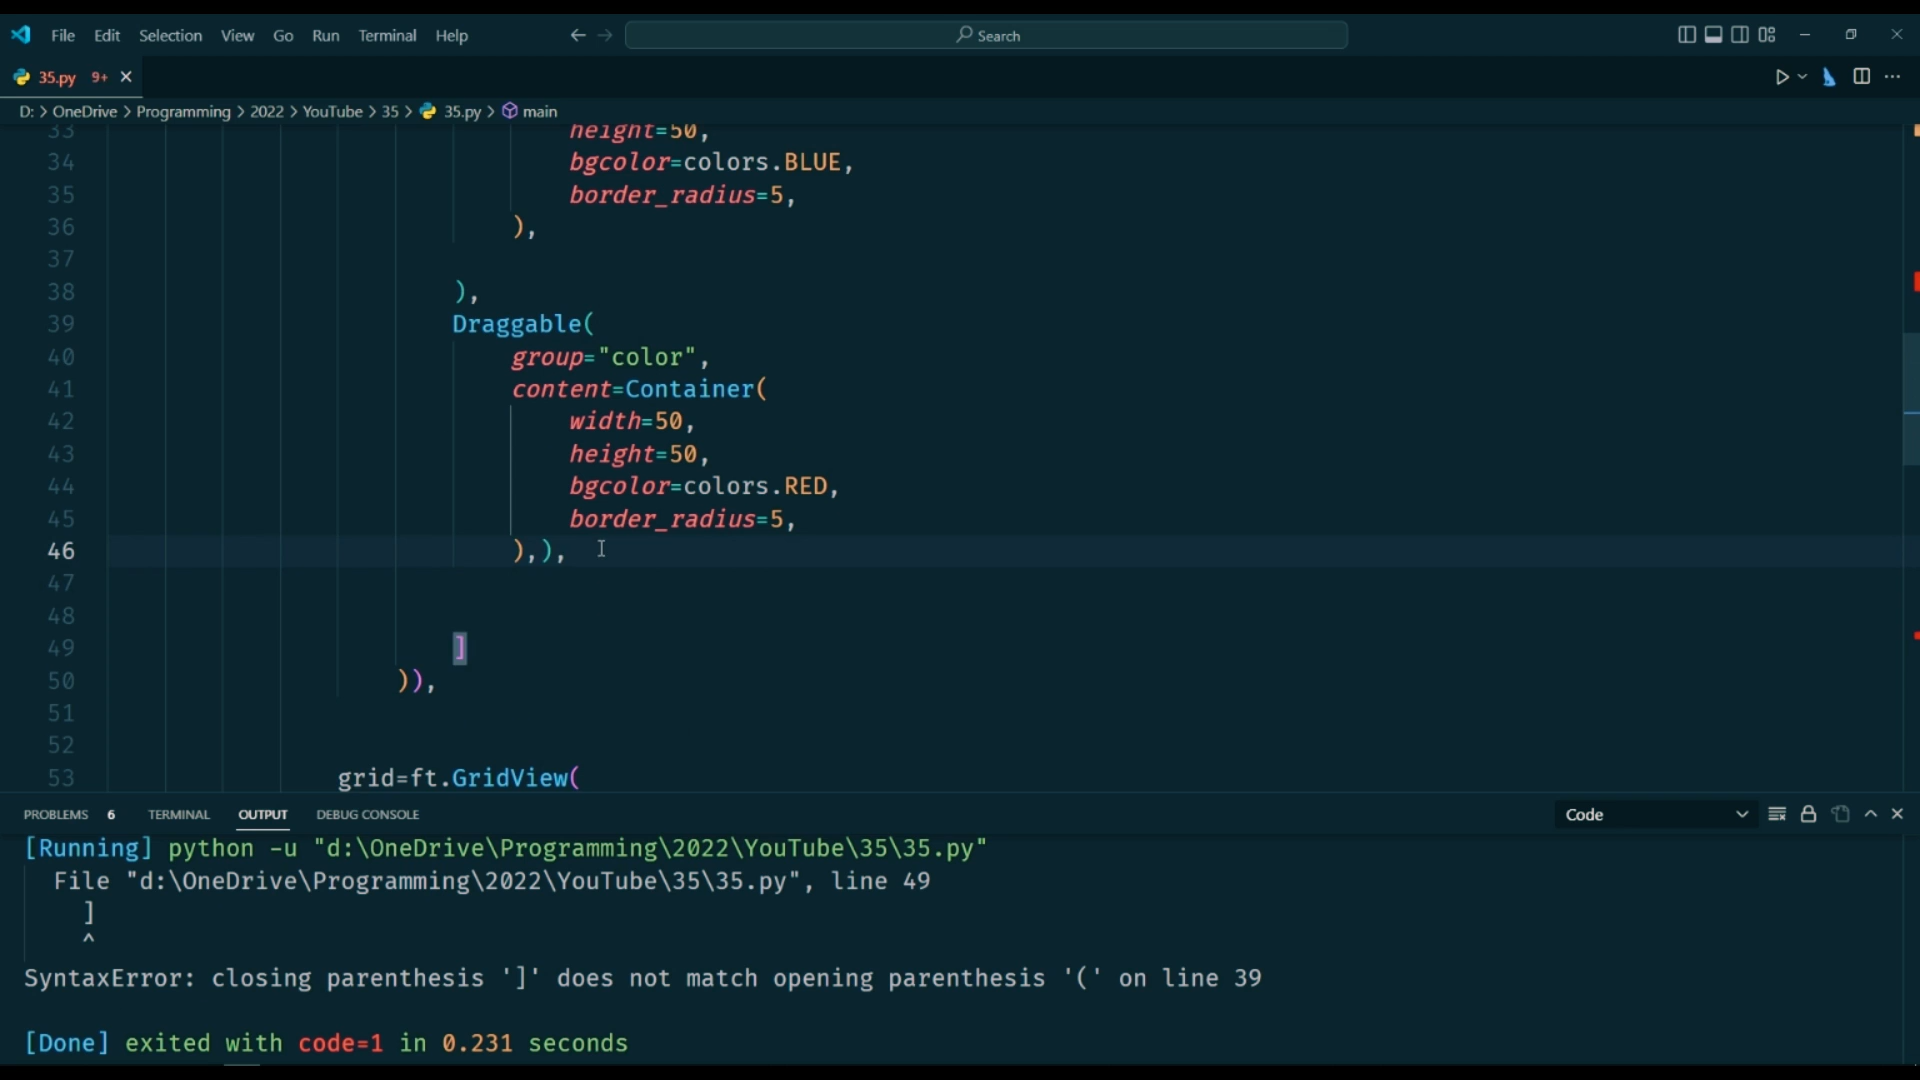 File Edit Selection View Go Run Terminal Help Search
35.py 9+
D: > OneDrive > Programming > 2022 > YouTube > 35 > 35.py > main
33 height=50,
34 bgcolor=colors.BLUE,
35 border_radius=5,
36 ),
37
38 ),
39 Draggable(
40 group="color",
41 content=Container(
42 width=50,
43 height=50,
44 bgcolor=colors.RED,
45 border_radius=5,
46 ),),
47
48
49 ]
50 )),
51
52
53 grid=ft.GridView(
PROBLEMS 6 TERMINAL OUTPUT DEBUG CONSOLE Code
[Running] python -u "d:\OneDrive\Programming\2022\YouTube\35\35.py"
File "d:\OneDrive\Programming\2022\YouTube\35\35.py", line 49
]
^
SyntaxError: closing parenthesis ']' does not match opening parenthesis '(' on line 39
[Done] exited with code=1 in 0.231 seconds